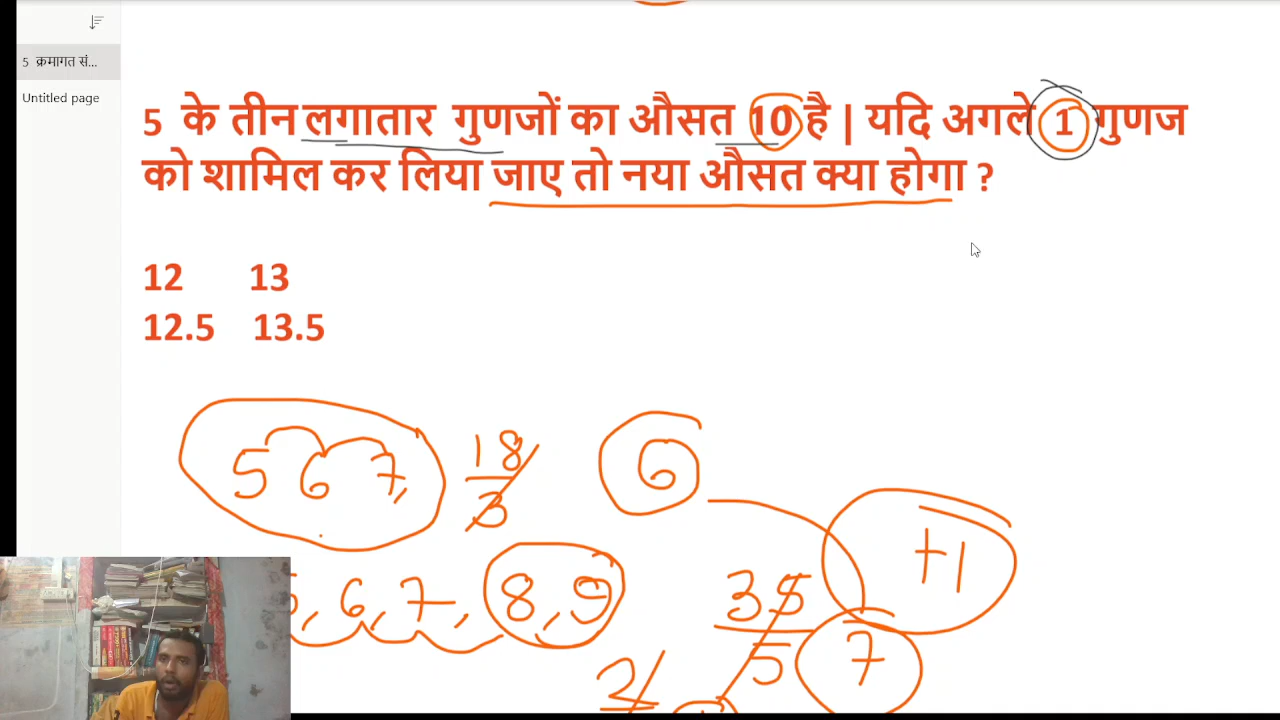 5 क्रमागत सं...
Untitled page
5 के तीन लगातार गुणजों का औसत 10 है | यदि अगले 1 गुणज
को शामिल कर लिया जाए तो नया औसत क्या होगा ?
12 13
12.5 13.5
5 6 7, 18/3 6
5, 6, 7, 8, 9 35/5 7 +1